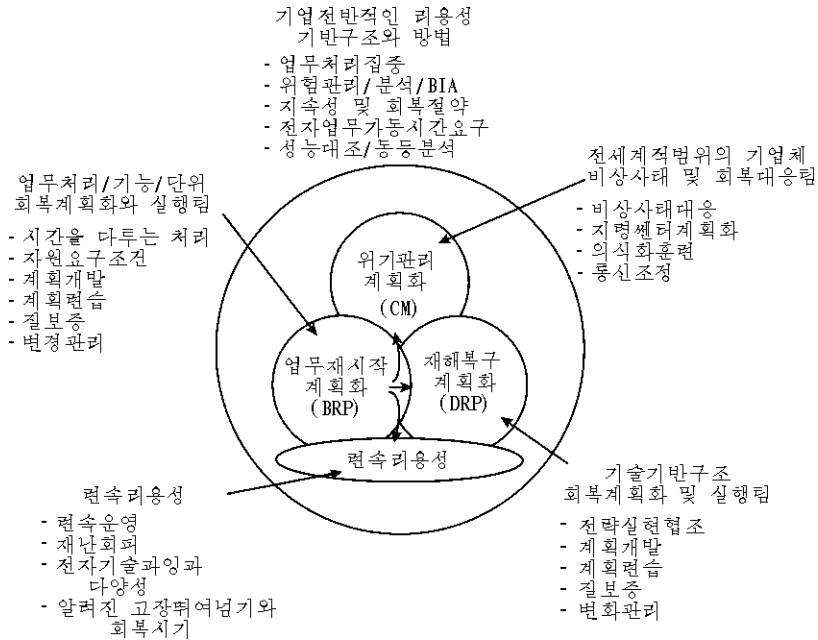 기업전반적인 리용성
기반구조와 방법
- 업무처리집중
- 위험관리/분석/BIA
- 지속성 및 회복절약
- 전자업무가동시간요구
- 성능대조/동등분석
전세계적범위의 기업체
비상사태 및 회복대응팀
- 비상사태대응
- 지령쎈터계획화
- 의식화훈련
- 통신조정
업무처리/기능/단위
회복계획화와 실행팀
- 시간을 다투는 처리
- 자원요구조건
- 계획개발
- 계획련습
- 질보증
- 변경관리
위기관리
계획화
(CM)
업무재시작
계획화
(BRP)
재해복구
계획화
(DRP)
련속리용성
련속리용성
- 련속운영
- 재난회피
- 전자기술과잉과
다양성
- 알려진 고장뛰여넘기와
회복시기
기술기반구조
회복계획화 및 실행팀
- 전략실현협조
- 계획개발
- 계획련습
- 질보증
- 변화관리